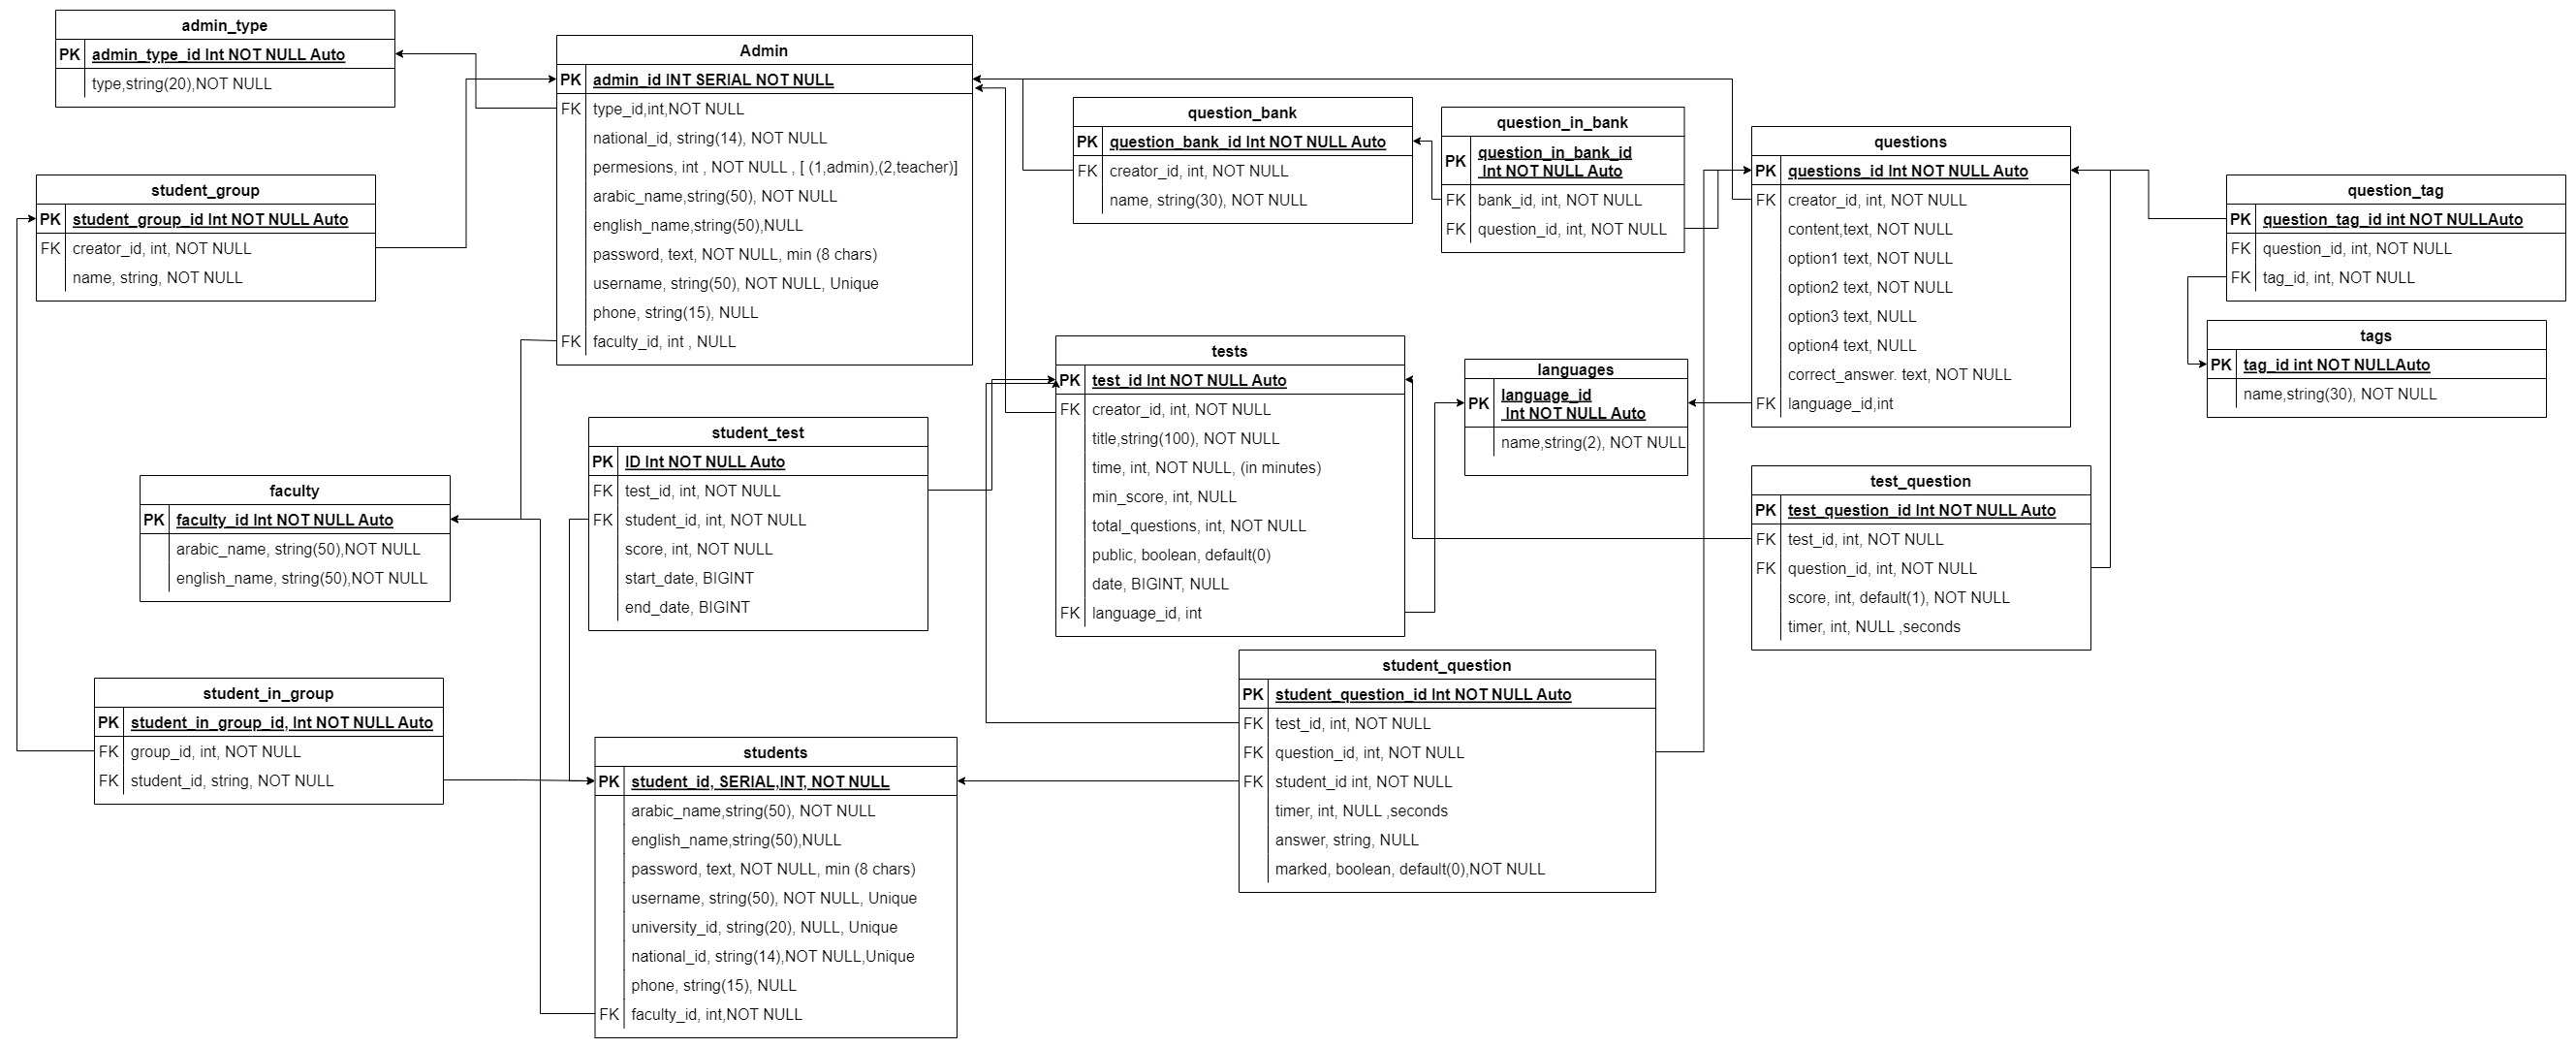 admin_type
PK admin_type_id Int NOT NULL Auto
type,string(20),NOT NULL
Admin
PK admin_id INT SERIAL NOT NULL
FK type_id,int,NOT NULL
national_id, string(14), NOT NULL
permesions, int , NOT NULL , [ (1,admin),(2,teacher)]
arabic_name,string(50), NOT NULL
english_name,string(50),NULL
password, text, NOT NULL, min (8 chars)
username, string(50), NOT NULL, Unique
phone, string(15), NULL
FK faculty_id, int , NULL
student_group
PK student_group_id Int NOT NULL Auto
FK creator_id, int, NOT NULL
name, string, NOT NULL
question_bank
PK question_bank_id Int NOT NULL Auto
FK creator_id, int, NOT NULL
name, string(30), NOT NULL
question_in_bank
PK question_in_bank_id
Int NOT NULL Auto
FK bank_id, int, NOT NULL
FK question_id, int, NOT NULL
questions
PK questions_id Int NOT NULL Auto
FK creator_id, int, NOT NULL
content,text, NOT NULL
option1 text, NOT NULL
option2 text, NOT NULL
option3 text, NULL
option4 text, NULL
correct_answer. text, NOT NULL
FK language_id,int
question_tag
PK question_tag_id int NOT NULLAuto
FK question_id, int, NOT NULL
FK tag_id, int, NOT NULL
tags
PK tag_id int NOT NULLAuto
name,string(30), NOT NULL
tests
PK test_id Int NOT NULL Auto
FK creator_id, int, NOT NULL
title,string(100), NOT NULL
time, int, NOT NULL, (in minutes)
min_score, int, NULL
total_questions, int, NOT NULL
public, boolean, default(0)
date, BIGINT, NULL
FK language_id, int
languages
PK language_id
Int NOT NULL Auto
name,string(2), NOT NULL
student_test
PK ID Int NOT NULL Auto
FK test_id, int, NOT NULL
FK student_id, int, NOT NULL
score, int, NOT NULL
start_date, BIGINT
end_date, BIGINT
faculty
PK faculty_id Int NOT NULL Auto
arabic_name, string(50),NOT NULL
english_name, string(50),NOT NULL
test_question
PK test_question_id Int NOT NULL Auto
FK test_id, int, NOT NULL
FK question_id, int, NOT NULL
score, int, default(1), NOT NULL
timer, int, NULL ,seconds
student_in_group
PK student_in_group_id, Int NOT NULL Auto
FK group_id, int, NOT NULL
FK student_id, string, NOT NULL
students
PK student_id, SERIAL,INT, NOT NULL
arabic_name,string(50), NOT NULL
english_name,string(50),NULL
password, text, NOT NULL, min (8 chars)
username, string(50), NOT NULL, Unique
university_id, string(20), NULL, Unique
national_id, string(14),NOT NULL,Unique
phone, string(15), NULL
FK faculty_id, int,NOT NULL
student_question
PK student_question_id Int NOT NULL Auto
FK test_id, int, NOT NULL
FK question_id, int, NOT NULL
FK student_id int, NOT NULL
timer, int, NULL ,seconds
answer, string, NULL
marked, boolean, default(0),NOT NULL